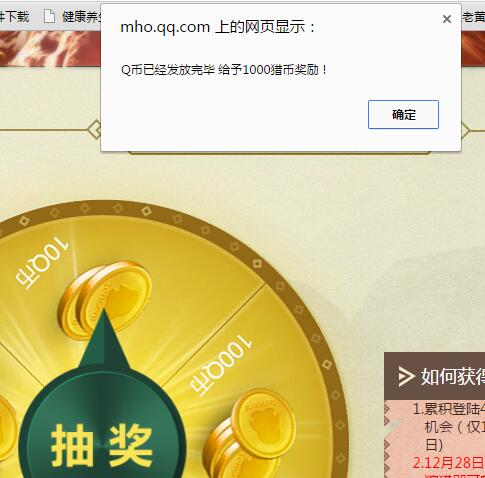 件下载 健康养生
老黄
mho.qq.com 上的网页显示：
Q币已经发放完毕 给予1000猎币奖励！
确定
10Q币
100Q币
抽奖
如何获得
1.累积登陆4
机会（仅1
日)
2.12月28日